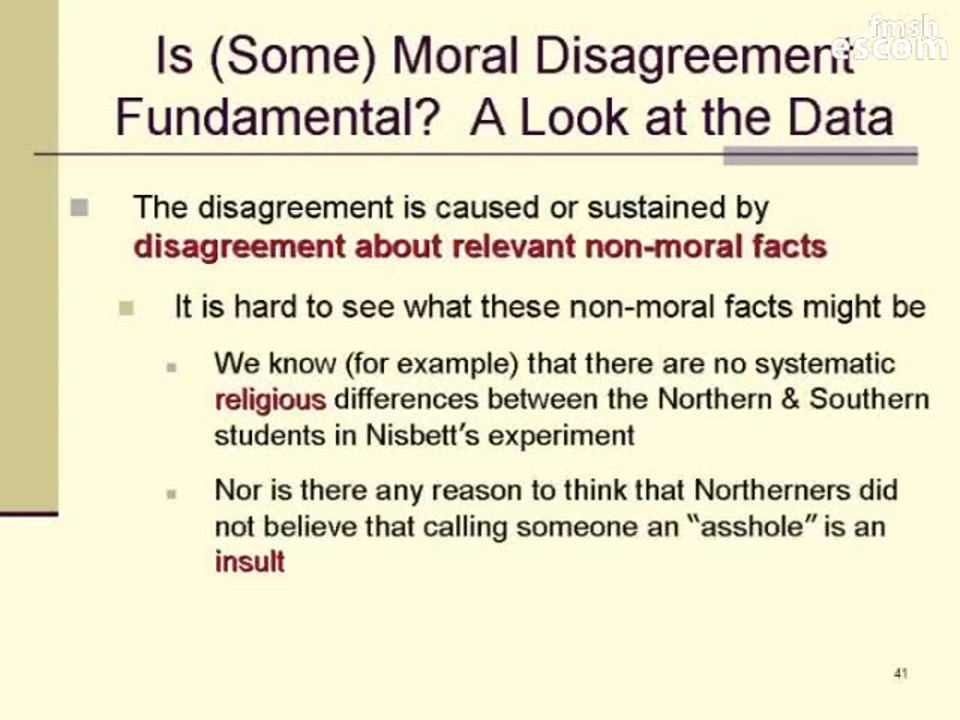 fmsh
escom
Is (Some) Moral Disagreement
Fundamental? A Look at the Data
The disagreement is caused or sustained by
disagreement about relevant non-moral facts
It is hard to see what these non-moral facts might be
We know (for example) that there are no systematic
religious differences between the Northern & Southern
students in Nisbett's experiment
Nor is there any reason to think that Northerners did
not believe that calling someone an "asshole" is an
insult
41